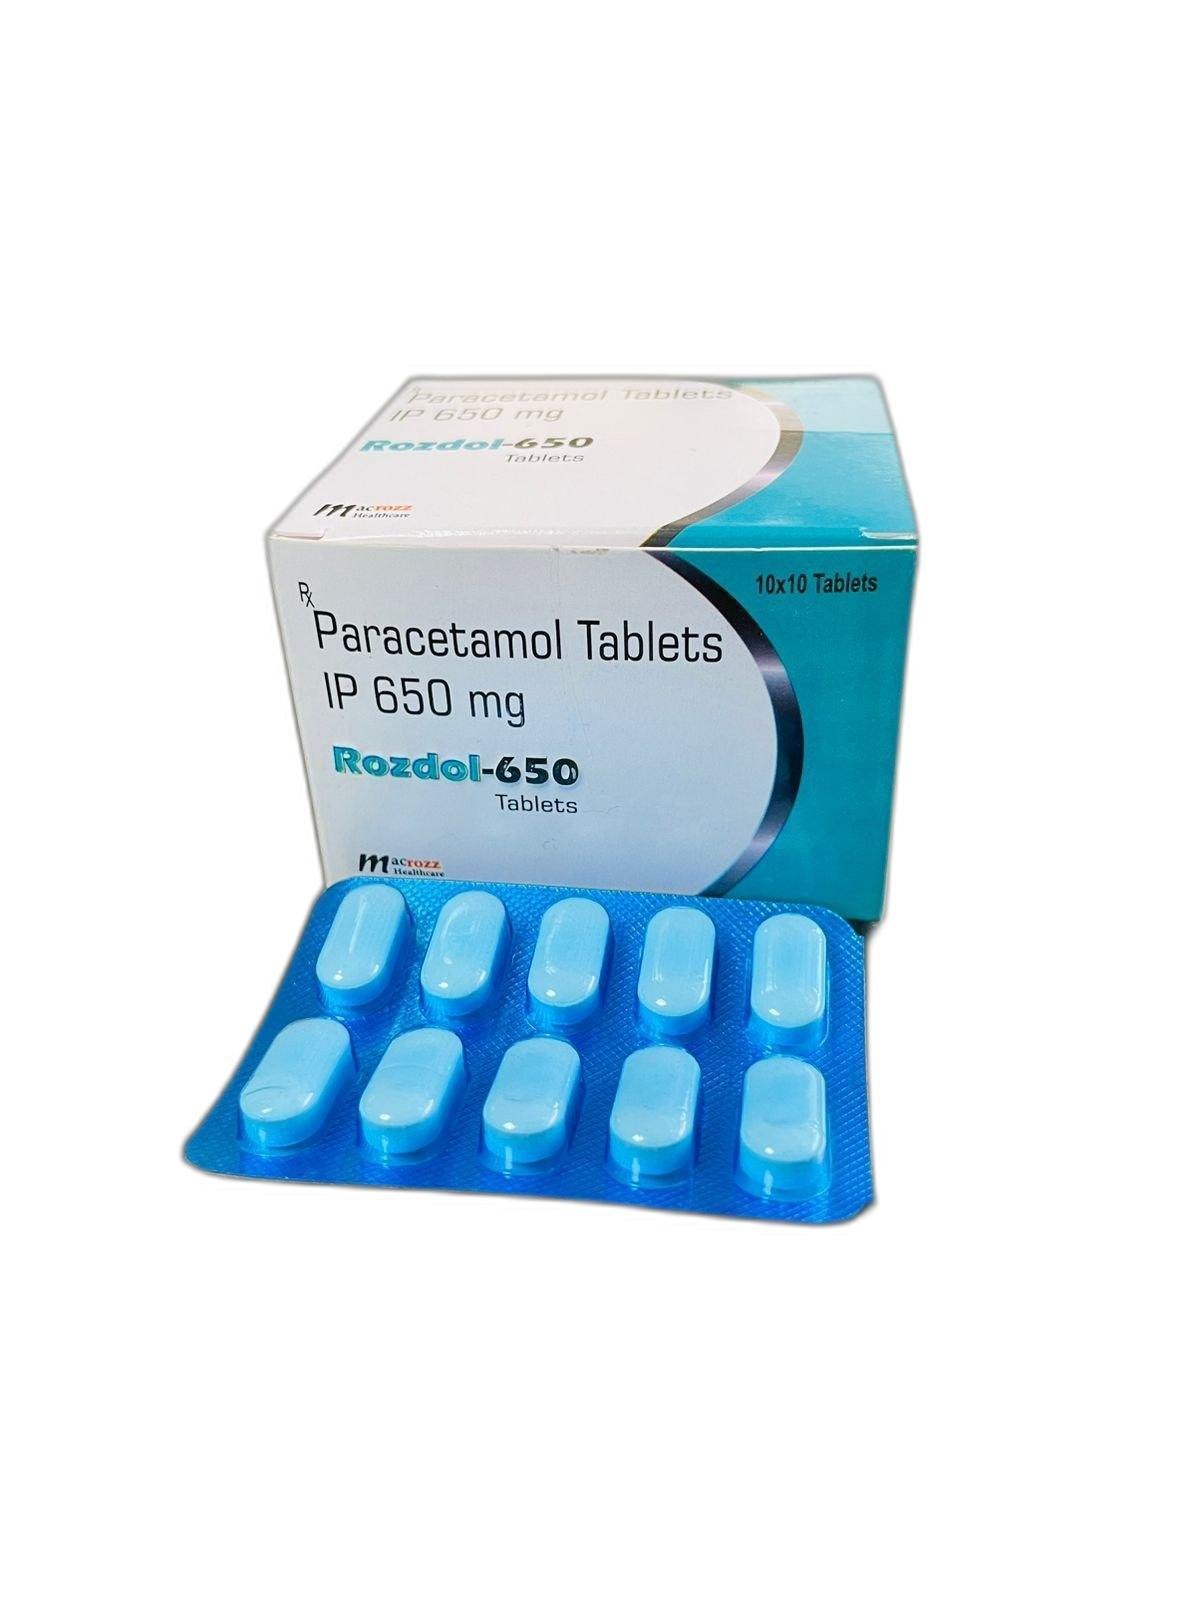 Rx
Paracetamol Tablets
IP 650 mg
Rozdol-650
Tablets
Macrozz
Healthcare
10x10 Tablets
Rx
Paracetamol Tablets
IP 650 mg
Rozdol-650
Tablets
Macrozz
Healthcare